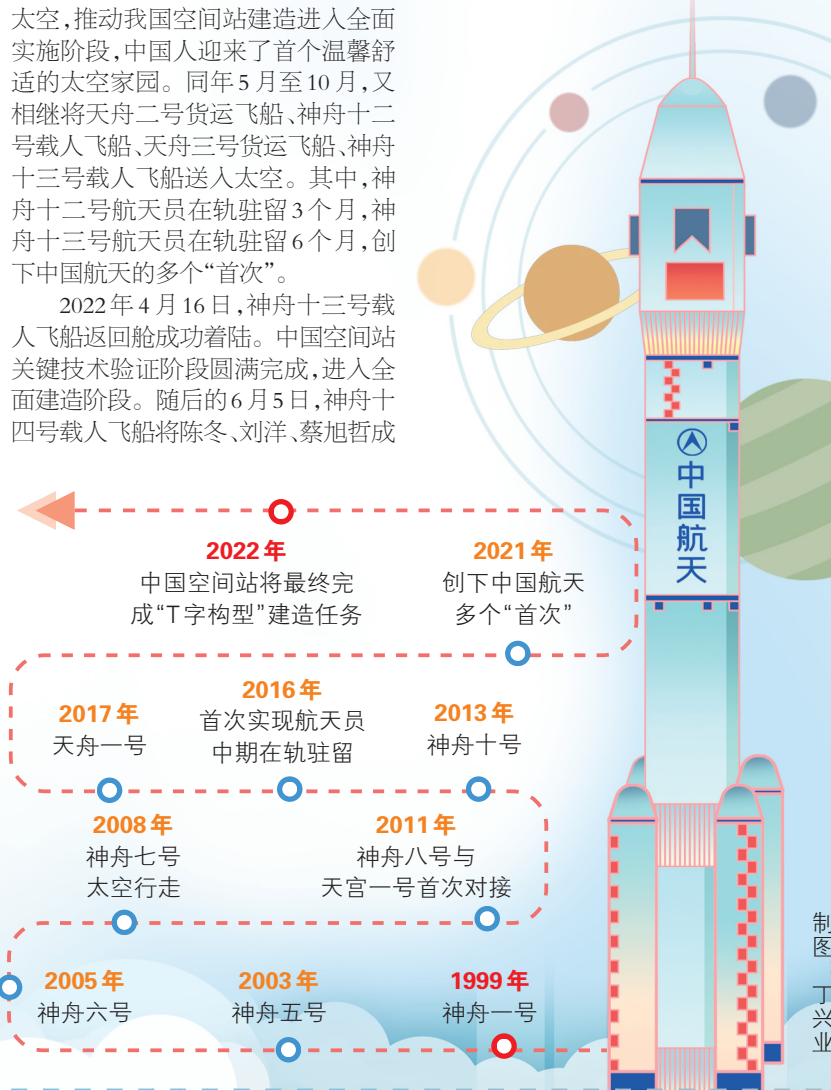 太空,推动我国空间站建造进入全面
实施阶段,中国人迎来了首个温馨舒
适的太空家园。同年5月至10月,又
相继将天舟二号货运飞船、神舟十二
号载人飞船、天舟三号货运飞船、神舟
十三号载人飞船送入太空。其中,神
舟十二号航天员在轨驻留3个月,神
舟十三号航天员在轨驻留6个月,创
下中国航天的多个“首次”。
2022年4月16日,神舟十三号载
人飞船返回舱成功着陆。中国空间站
关键技术验证阶段圆满完成,进入全
面建造阶段。随后的6月5日,神舟十
四号载人飞船将陈冬、刘洋、蔡旭哲成
中国航天
2022年
中国空间站将最终完
成“T字构型”建造任务
2021年
创下中国航天
多个“首次”
2017年
天舟一号
2016年
首次实现航天员
中期在轨驻留
2013年
神舟十号
2008年
神舟七号
太空行走
2011年
神舟八号与
天宫一号首次对接
2005年
神舟六号
2003年
神舟五号
1999年
神舟一号
制图 丁兴业